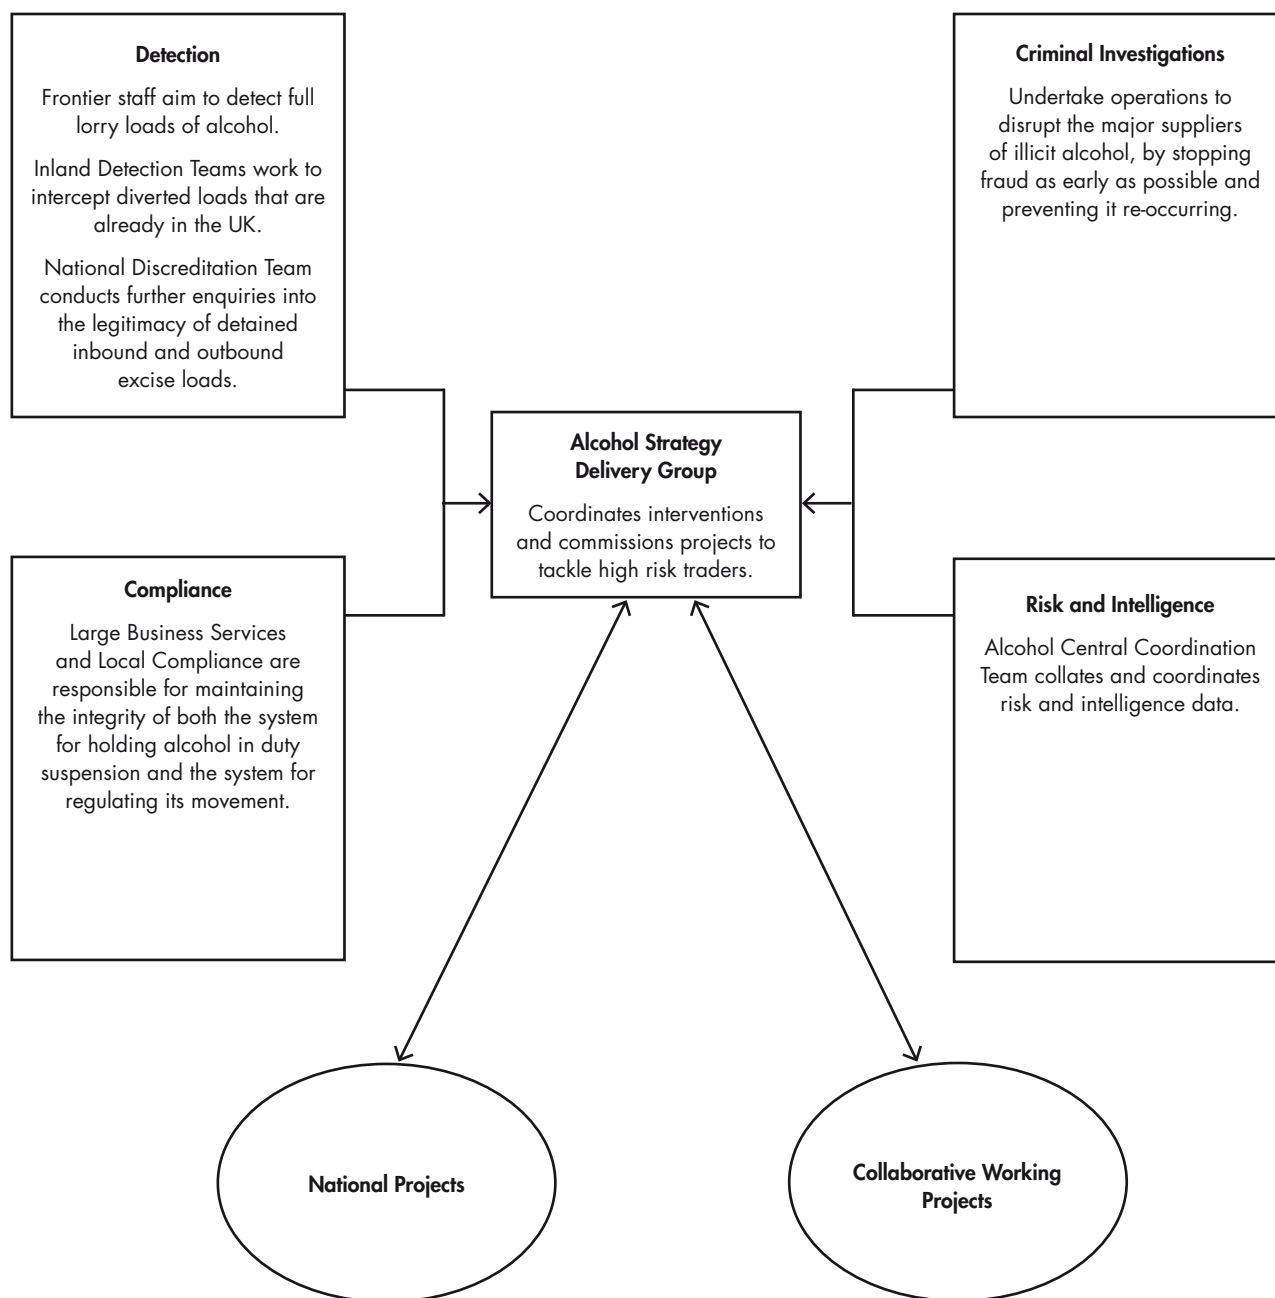 Detection
Frontier staff aim to detect full
lorry loads of alcohol.
Inland Detection Teams work to
intercept diverted loads that are
already in the UK.
National Discreditation Team
conducts further enquiries into
the legitimacy of detained
inbound and outbound
excise loads.
Criminal Investigations
Undertake operations to
disrupt the major suppliers
of illicit alcohol, by stopping
fraud as early as possible and
preventing it re-occurring.
Alcohol Strategy
Delivery Group
Coordinates interventions
and commissions projects to
tackle high risk traders.
Compliance
Large Business Services
and Local Compliance are
responsible for maintaining
the integrity of both the system
for holding alcohol in duty
suspension and the system for
regulating its movement.
Risk and Intelligence
Alcohol Central Coordination
Team collates and coordinates
risk and intelligence data.
National Projects
Collaborative Working
Projects